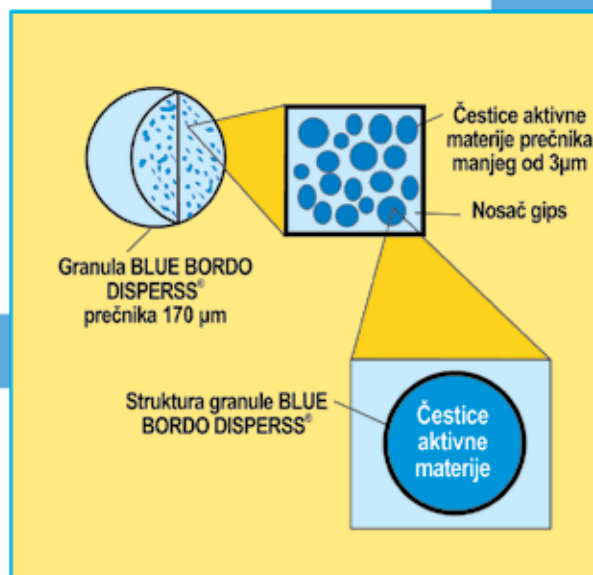 Čestice aktivne
materije prečnika
manjeg od 3µm
Nosač gips
Granula BLUE BORDO
DISPERSS®
prečnika 170 µm
Struktura granule BLUE
BORDO DISPERSS®
Čestice
aktivne
materije